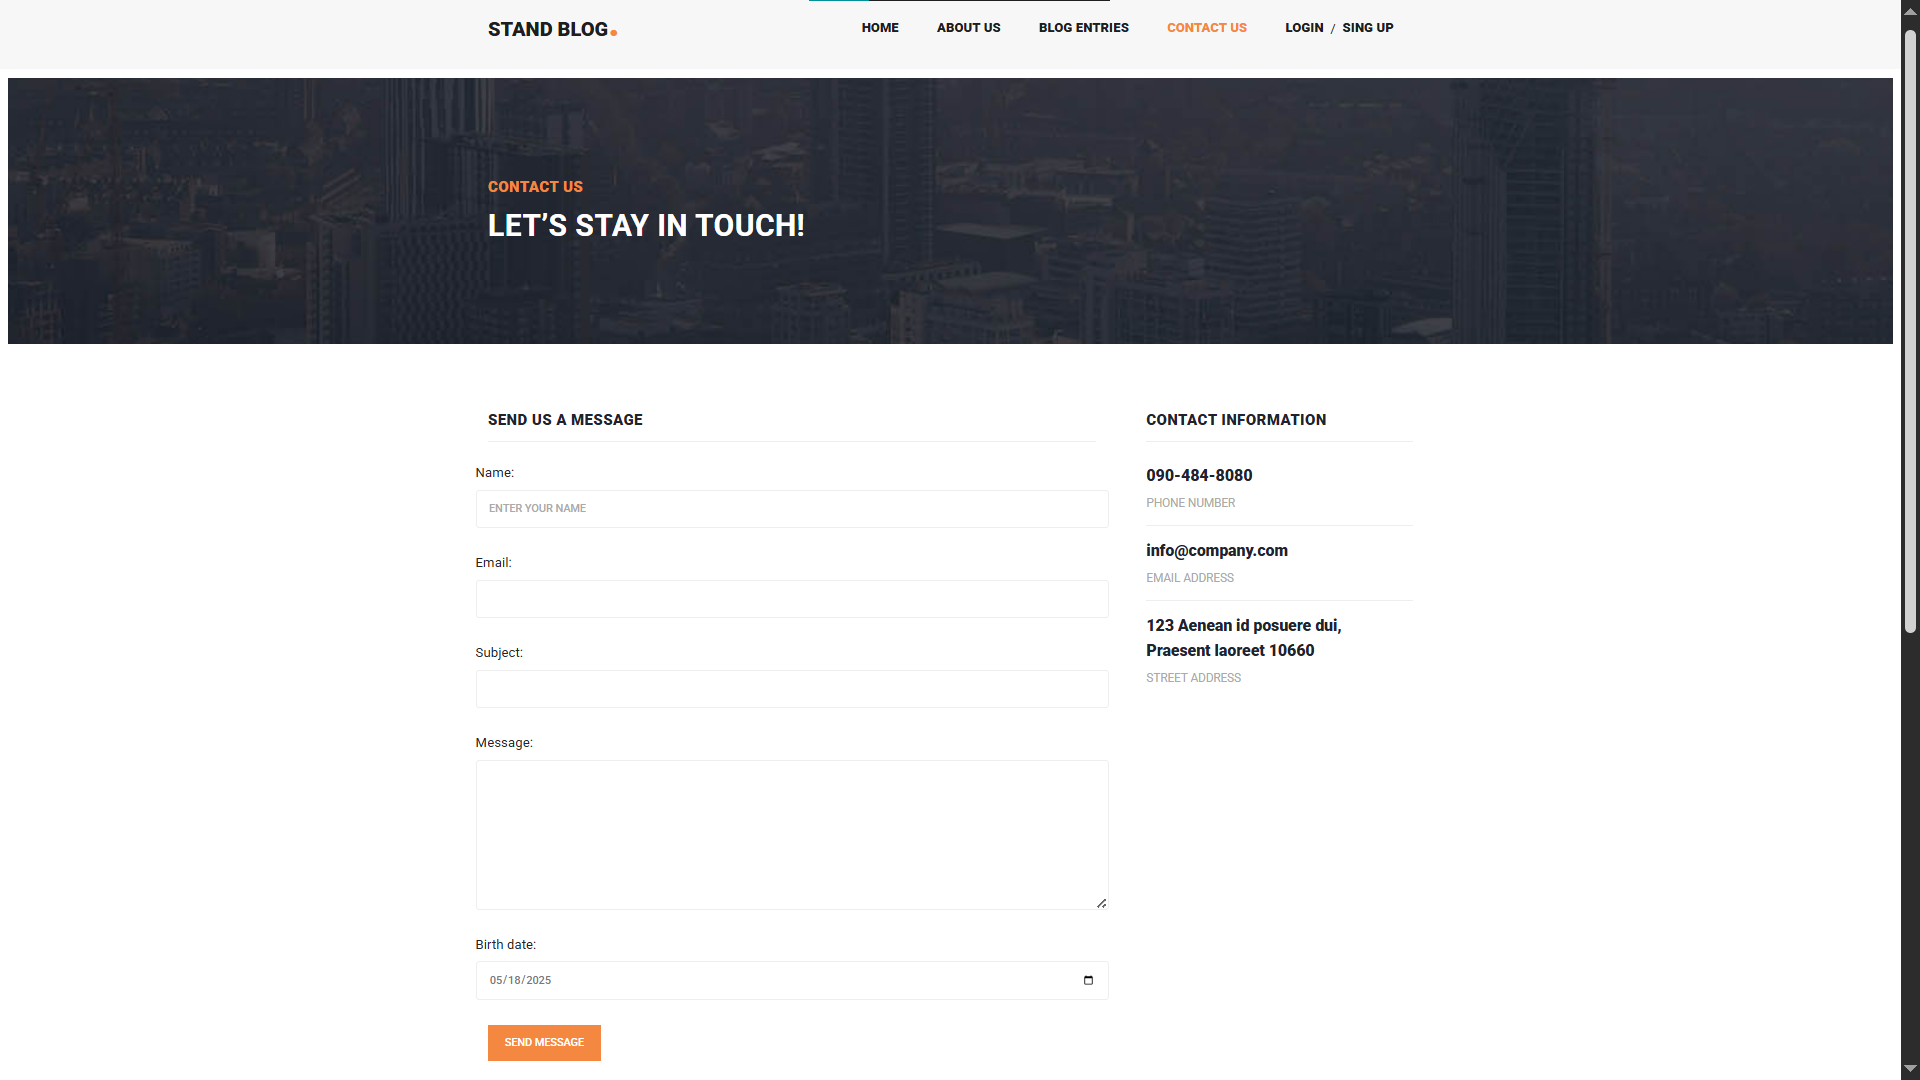 STAND BLOG.
HOME ABOUT US BLOG ENTRIES CONTACT US LOGIN / SING UP
CONTACT US
LET’S STAY IN TOUCH!
SEND US A MESSAGE
Name:
ENTER YOUR NAME
Email:
Subject:
Message:
Birth date:
05/18/2025
SEND MESSAGE
CONTACT INFORMATION
090-484-8080
PHONE NUMBER
info@company.com
EMAIL ADDRESS
123 Aenean id posuere dui,
Praesent laoreet 10660
STREET ADDRESS